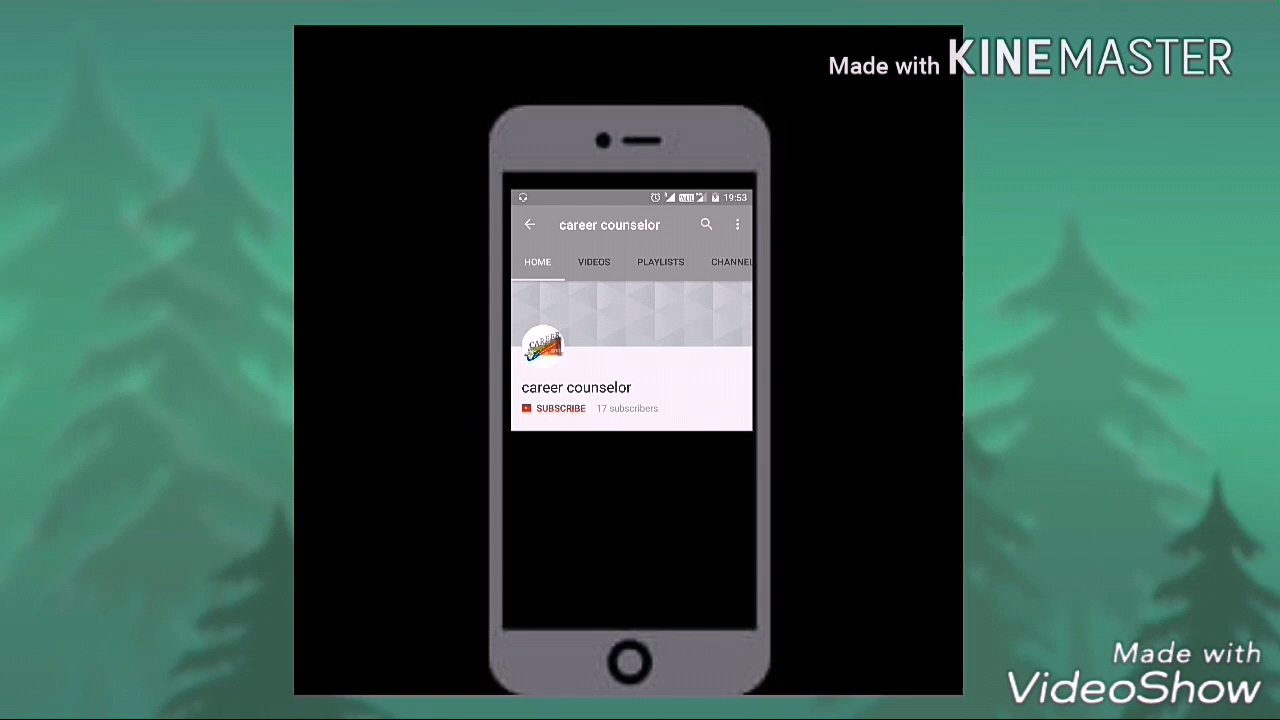 Made with KINEMASTER
19:53
career counselor
HOME VIDEOS PLAYLISTS CHANNEL
CAREER
career counselor
SUBSCRIBE 17 subscribers
Made with
VideoShow